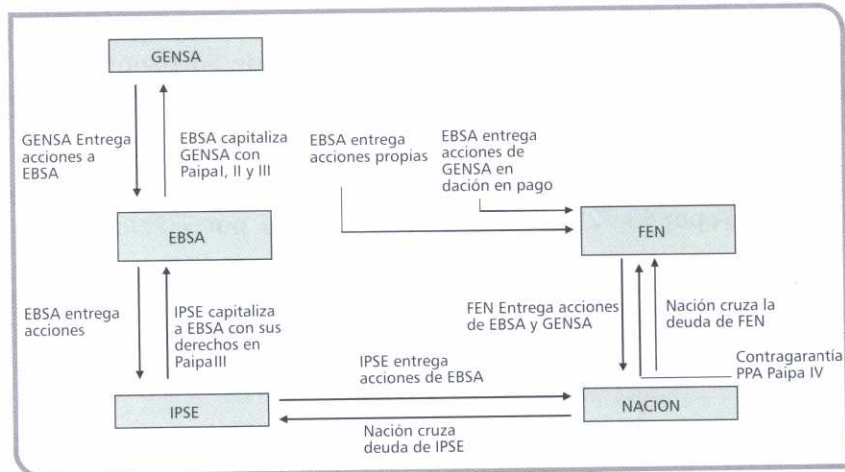 GENSA
GENSA Entrega
acciones a
EBSA
EBSA capitaliza
GENSA con
PaipaI, II y III
EBSA entrega
acciones propias
EBSA entrega
acciones de
GENSA en
dación en pago
EBSA
FEN
EBSA entrega
acciones
IPSE capitaliza
a EBSA con sus
derechos en
PaipaIII
FEN Entrega acciones
de EBSA y GENSA
Nación cruza la
deuda de FEN
Contragarantía
PPA Paipa IV
IPSE entrega
acciones de EBSA
IPSE
NACION
Nación cruza
deuda de IPSE